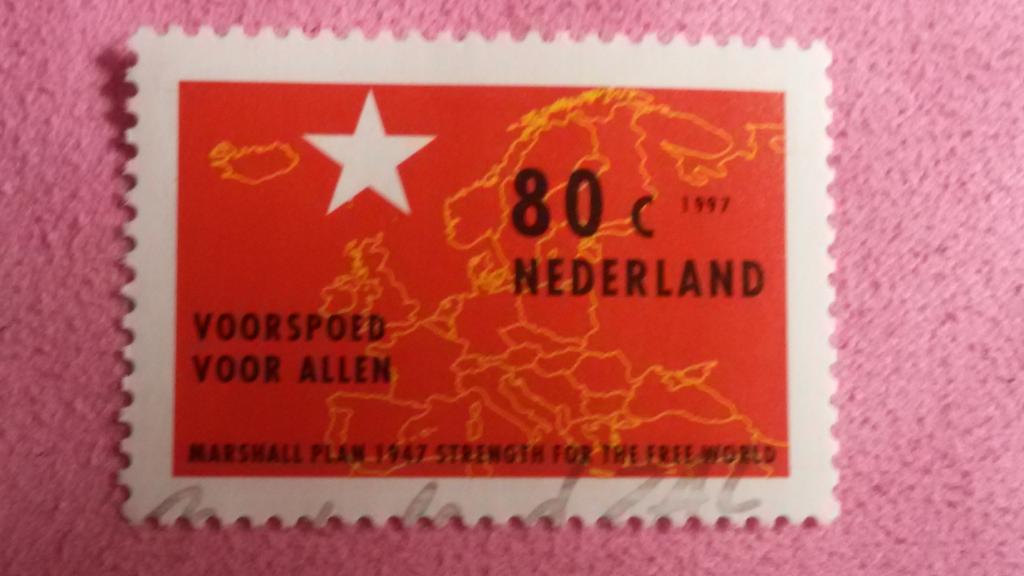 80 c 1997
NEDERLAND
VOORSPOED
VOOR ALLEN
MARSHALL PLAN 1947 STRENGTH FOR THE FREE WORLD